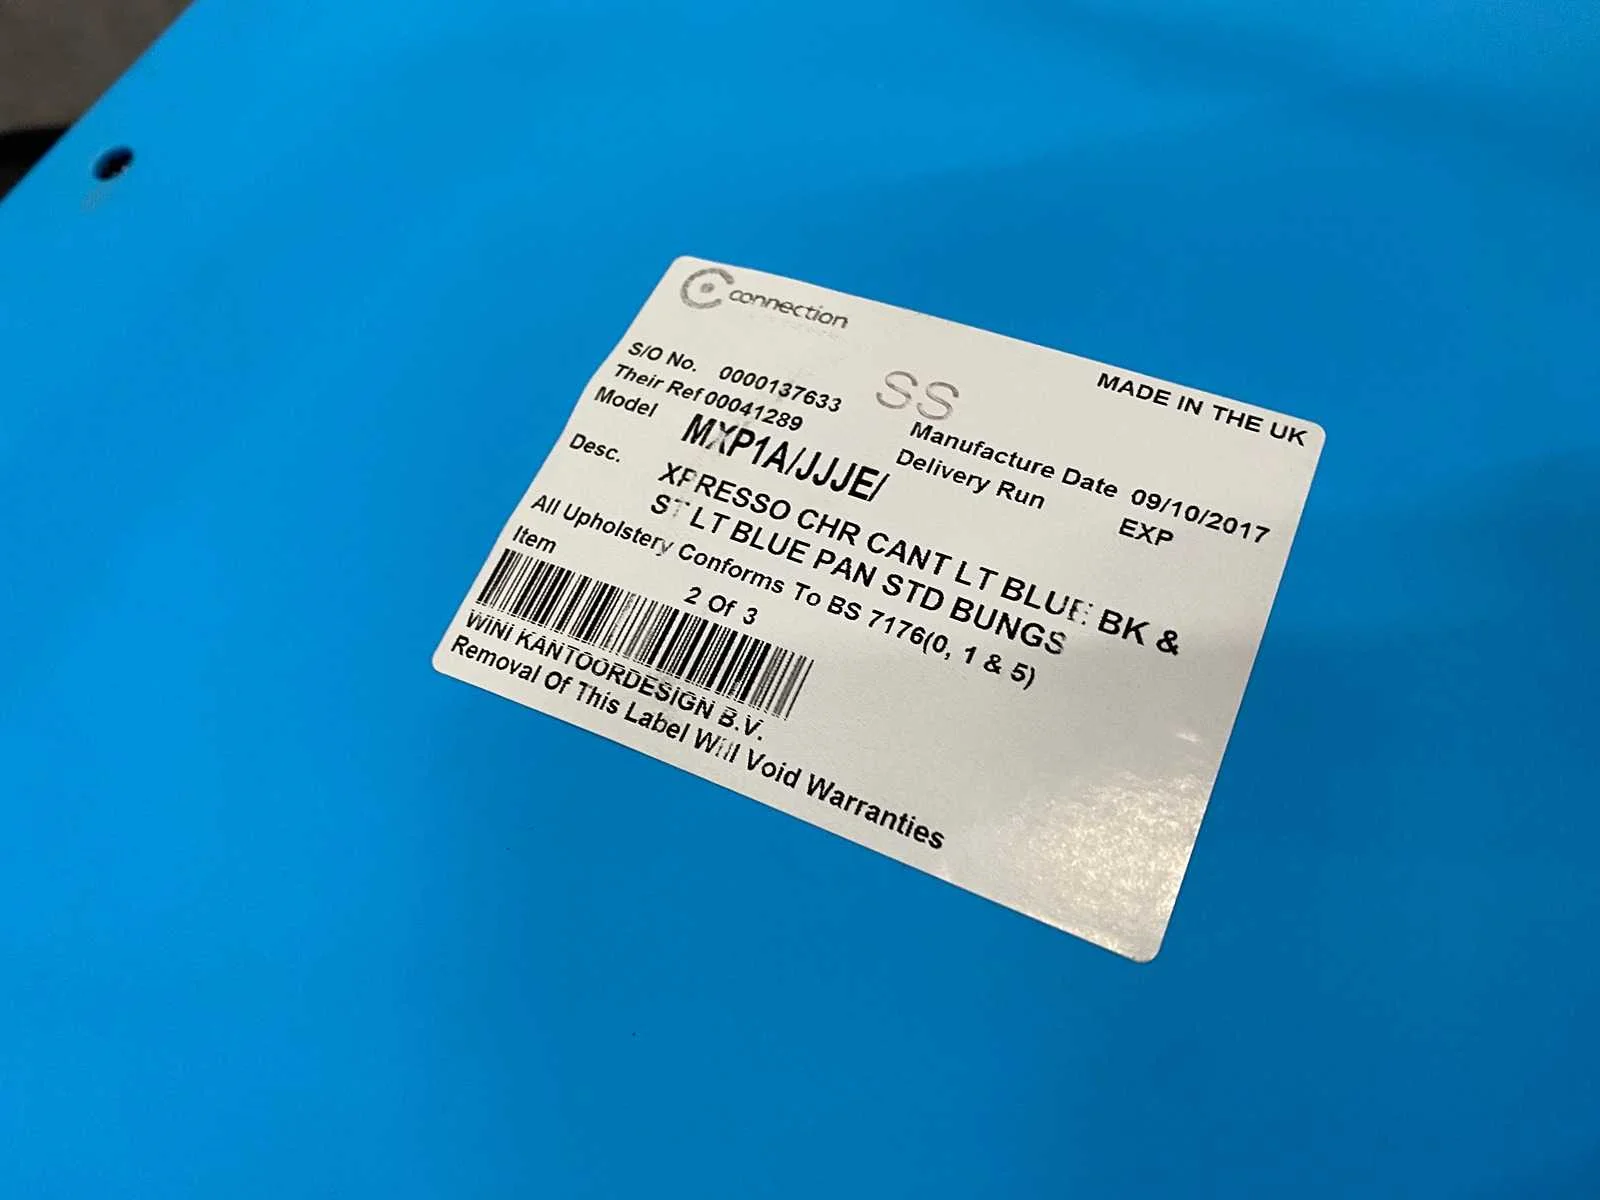 connection
SS
MADE IN THE UK
S/O No. 0000137633
Manufacture Date 09/10/2017
Their Ref 00041289
Delivery Run EXP
Model MXP1A/JJJE/
Desc. XPRESSO CHR CANT LT BLUE BK &
ST LT BLUE PAN STD BUNGS
All Upholstery Conforms To BS 7176(0, 1 & 5)
Item 2 Of 3
WINI KANTOORDESIGN B.V.
Removal Of This Label Will Void Warranties